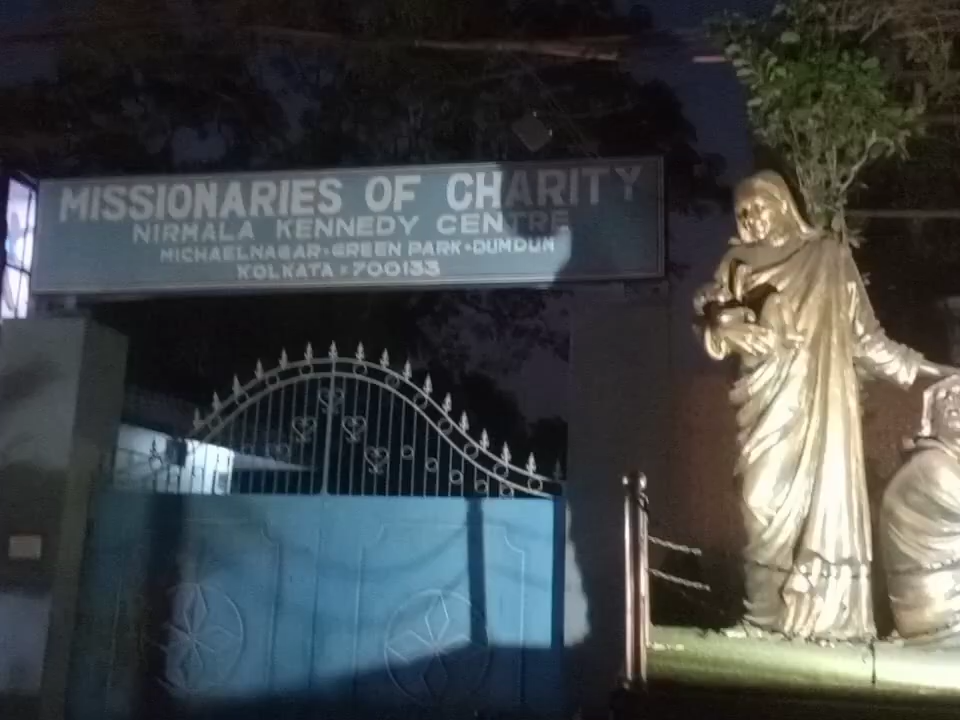 MISSIONARIES OF CHARITY
NIRMALA KENNEDY CENTRE
MICHAELNAGAR·GREEN PARK·DUMDUM
KOLKATA = 700133